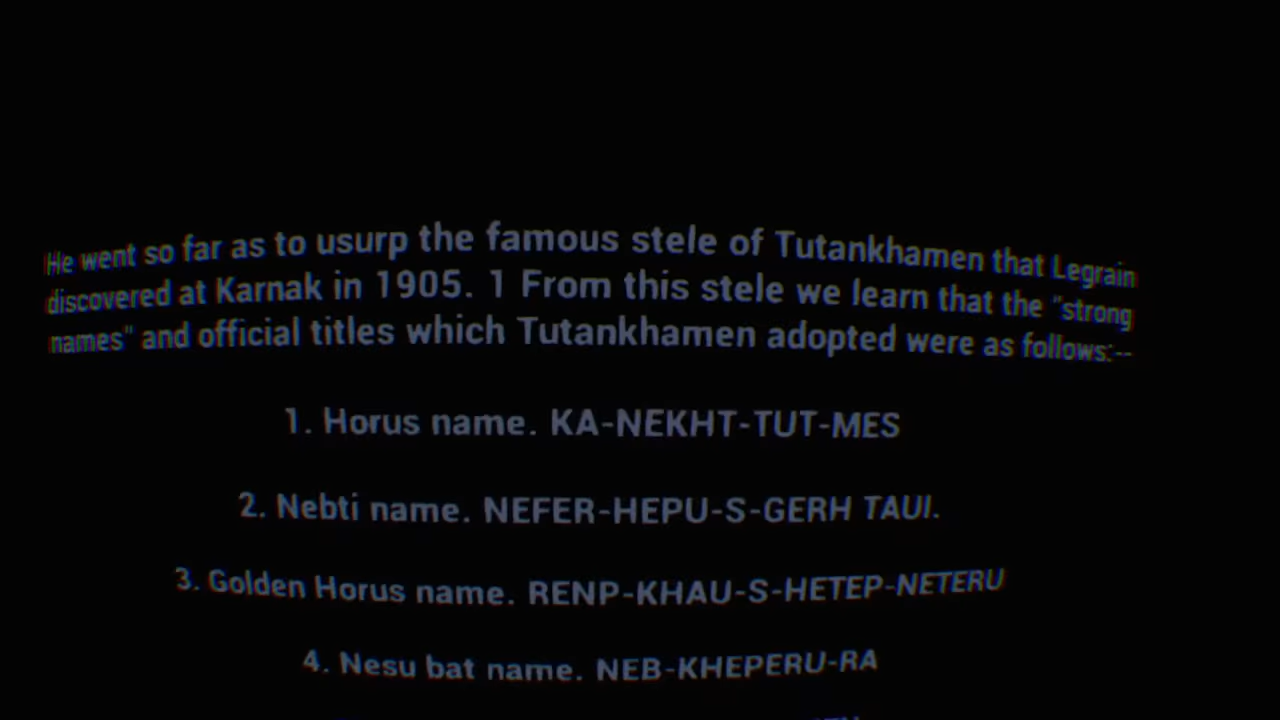 He went so far as to usurp the famous stele of Tutankhamen that Legrain
discovered at Karnak in 1905. 1 From this stele we learn that the "strong
names" and official titles which Tutankhamen adopted were as follows:--
1. Horus name. KA-NEKHT-TUT-MES
2. Nebti name. NEFER-HEPU-S-GERH TAUI.
3. Golden Horus name. RENP-KHAU-S-HETEP-NETERU
4. Nesu bat name. NEB-KHEPERU-RA